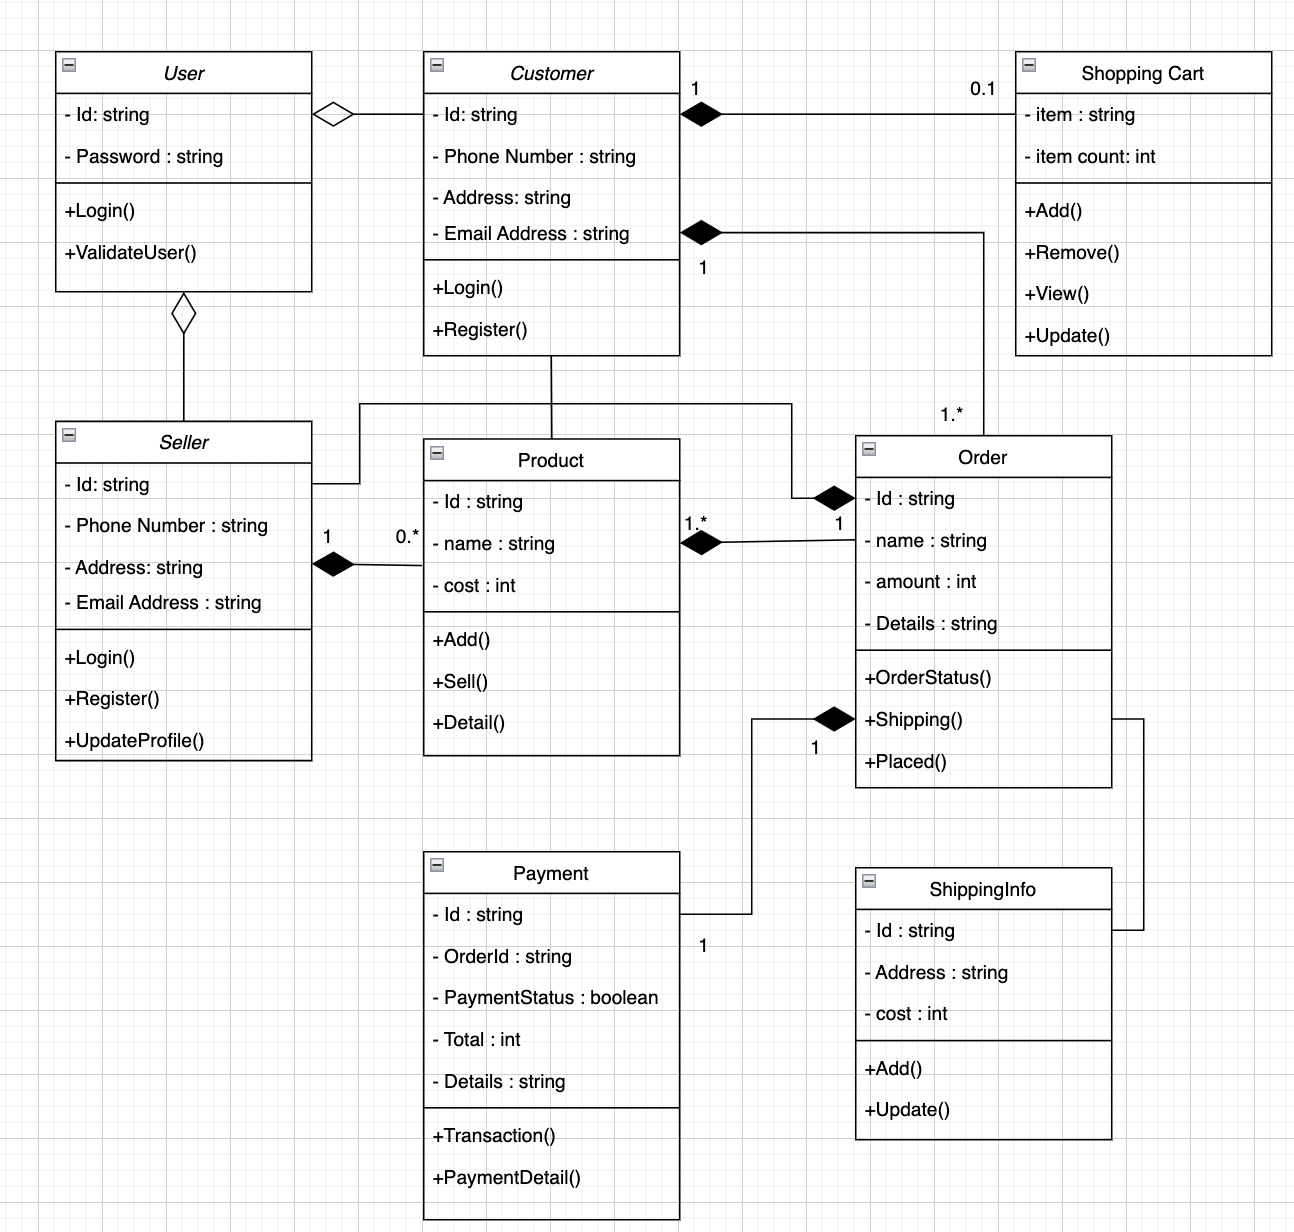 User
- Id: string
- Password : string
+Login()
+ValidateUser()
Customer
- Id: string
- Phone Number : string
- Address: string
- Email Address : string
+Login()
+Register()
1
0.1
1
1.*
Shopping Cart
- item : string
- item count: int
+Add()
+Remove()
+View()
+Update()
Seller
- Id: string
- Phone Number : string
- Address: string
- Email Address : string
+Login()
+Register()
+UpdateProfile()
1
0.*
Product
- Id : string
- name : string
- cost : int
+Add()
+Sell()
+Detail()
1.*
1
Order
- Id : string
- name : string
- amount : int
- Details : string
+OrderStatus()
+Shipping()
+Placed()
1
1
Payment
- Id : string
- OrderId : string
- PaymentStatus : boolean
- Total : int
- Details : string
+Transaction()
+PaymentDetail()
ShippingInfo
- Id : string
- Address : string
- cost : int
+Add()
+Update()